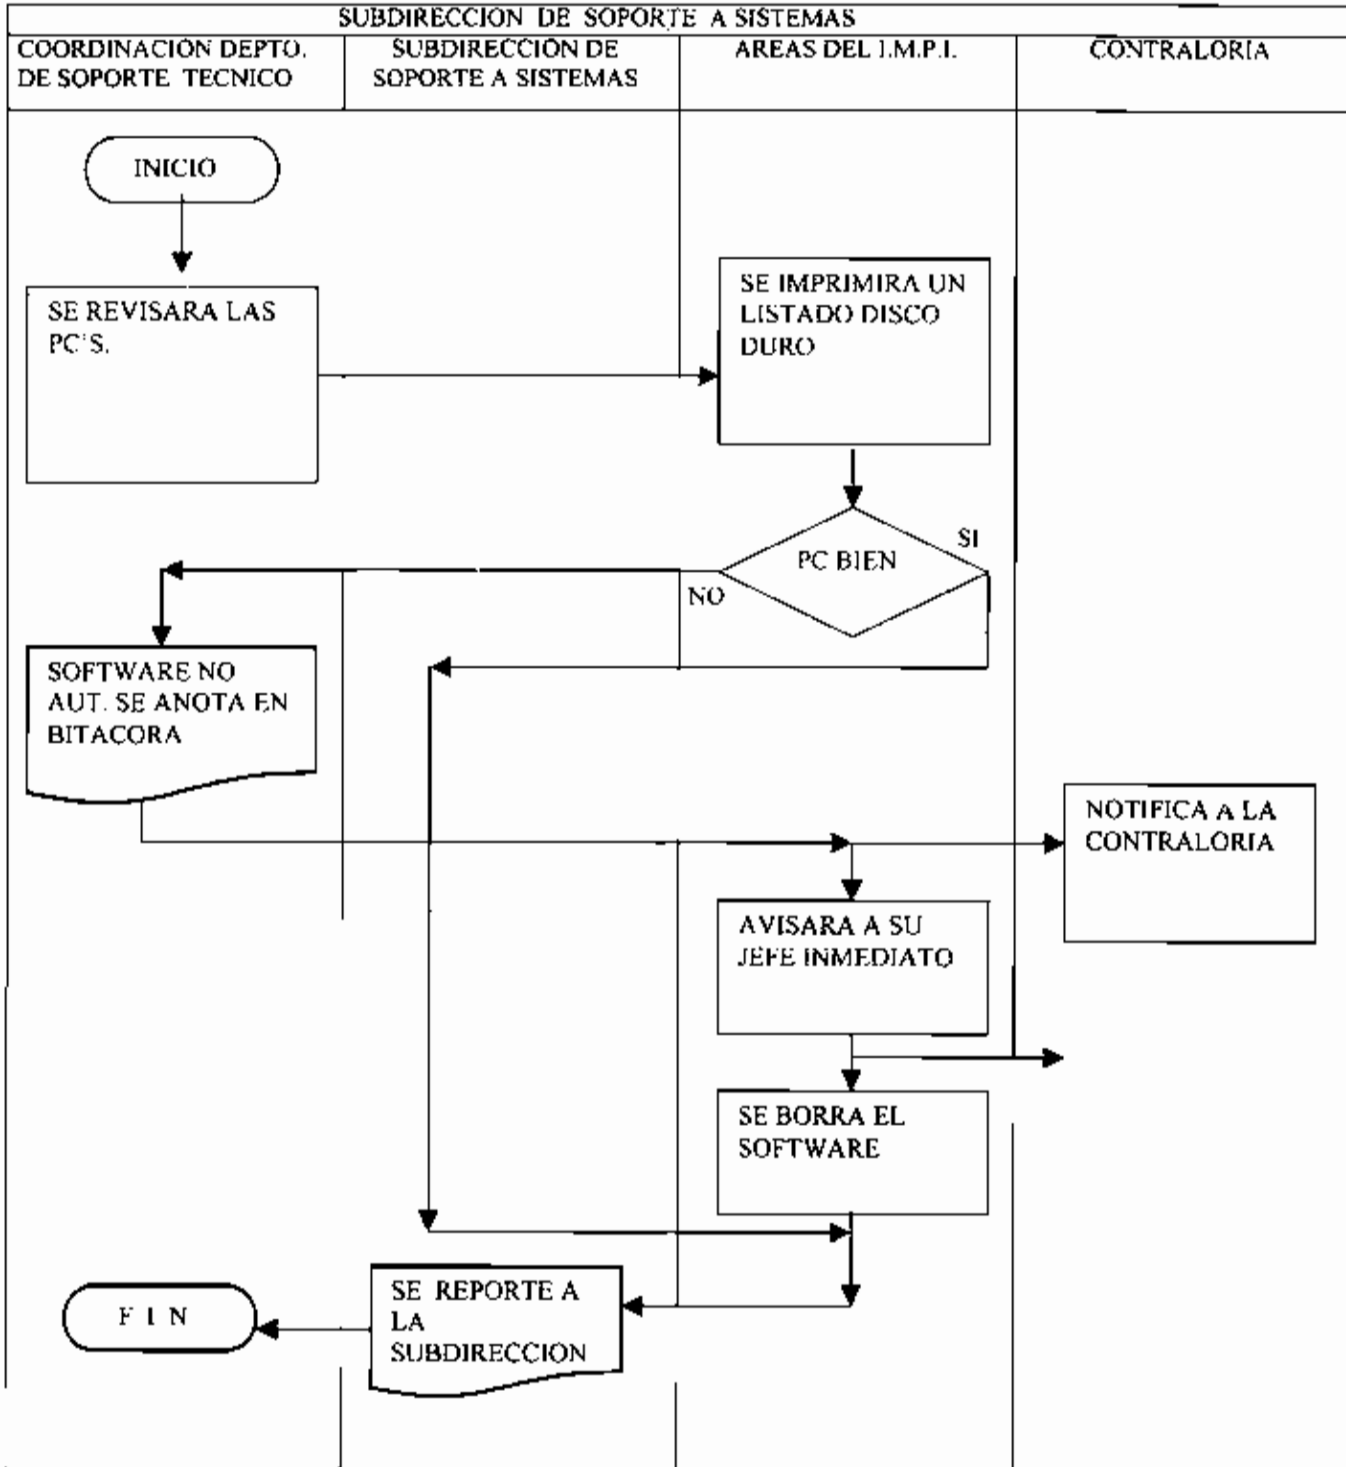 SUBDIRECCION DE SOPORTE A SISTEMAS
COORDINACIÓN DEPTO.
DE SOPORTE TECNICO
SUBDIRECCIÓN DE
SOPORTE A SISTEMAS
AREAS DEL I.M.P.I.
CONTRALORIA
INICIO
SE REVISARA LAS
PC'S.
SE IMPRIMIRA UN
LISTADO DISCO
DURO
PC BIEN
SI
NO
SOFTWARE NO
AUT. SE ANOTA EN
BITACORA
NOTIFICA A LA
CONTRALORIA
AVISARA A SU
JEFE INMEDIATO
SE BORRA EL
SOFTWARE
SE REPORTE A
LA
SUBDIRECCION
F I N